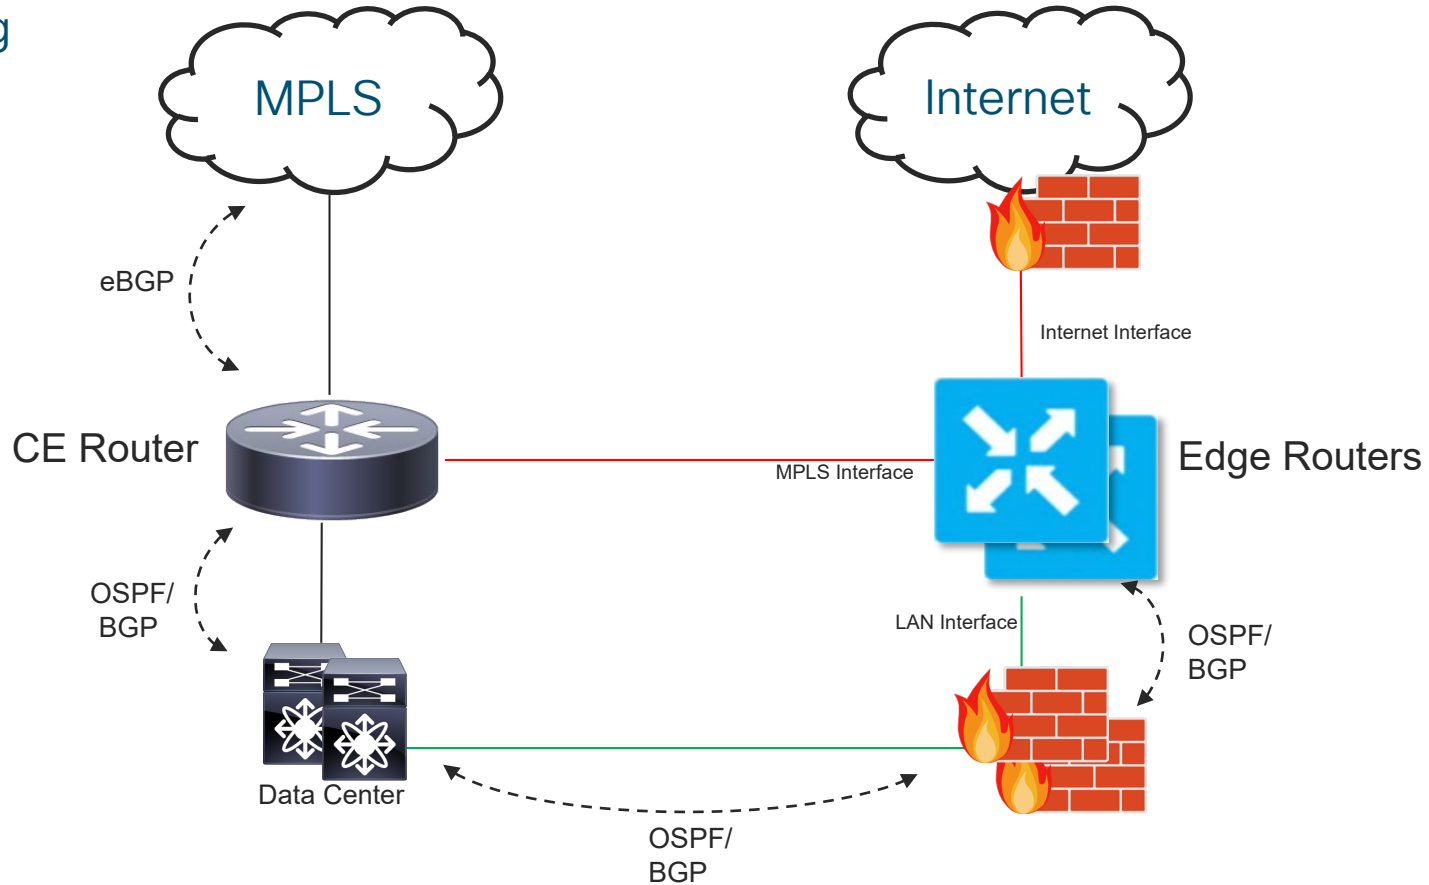 g
MPLS
Internet
eBGP
Internet Interface
CE Router
MPLS Interface
Edge Routers
OSPF/
BGP
LAN Interface
OSPF/
BGP
Data Center
OSPF/
BGP